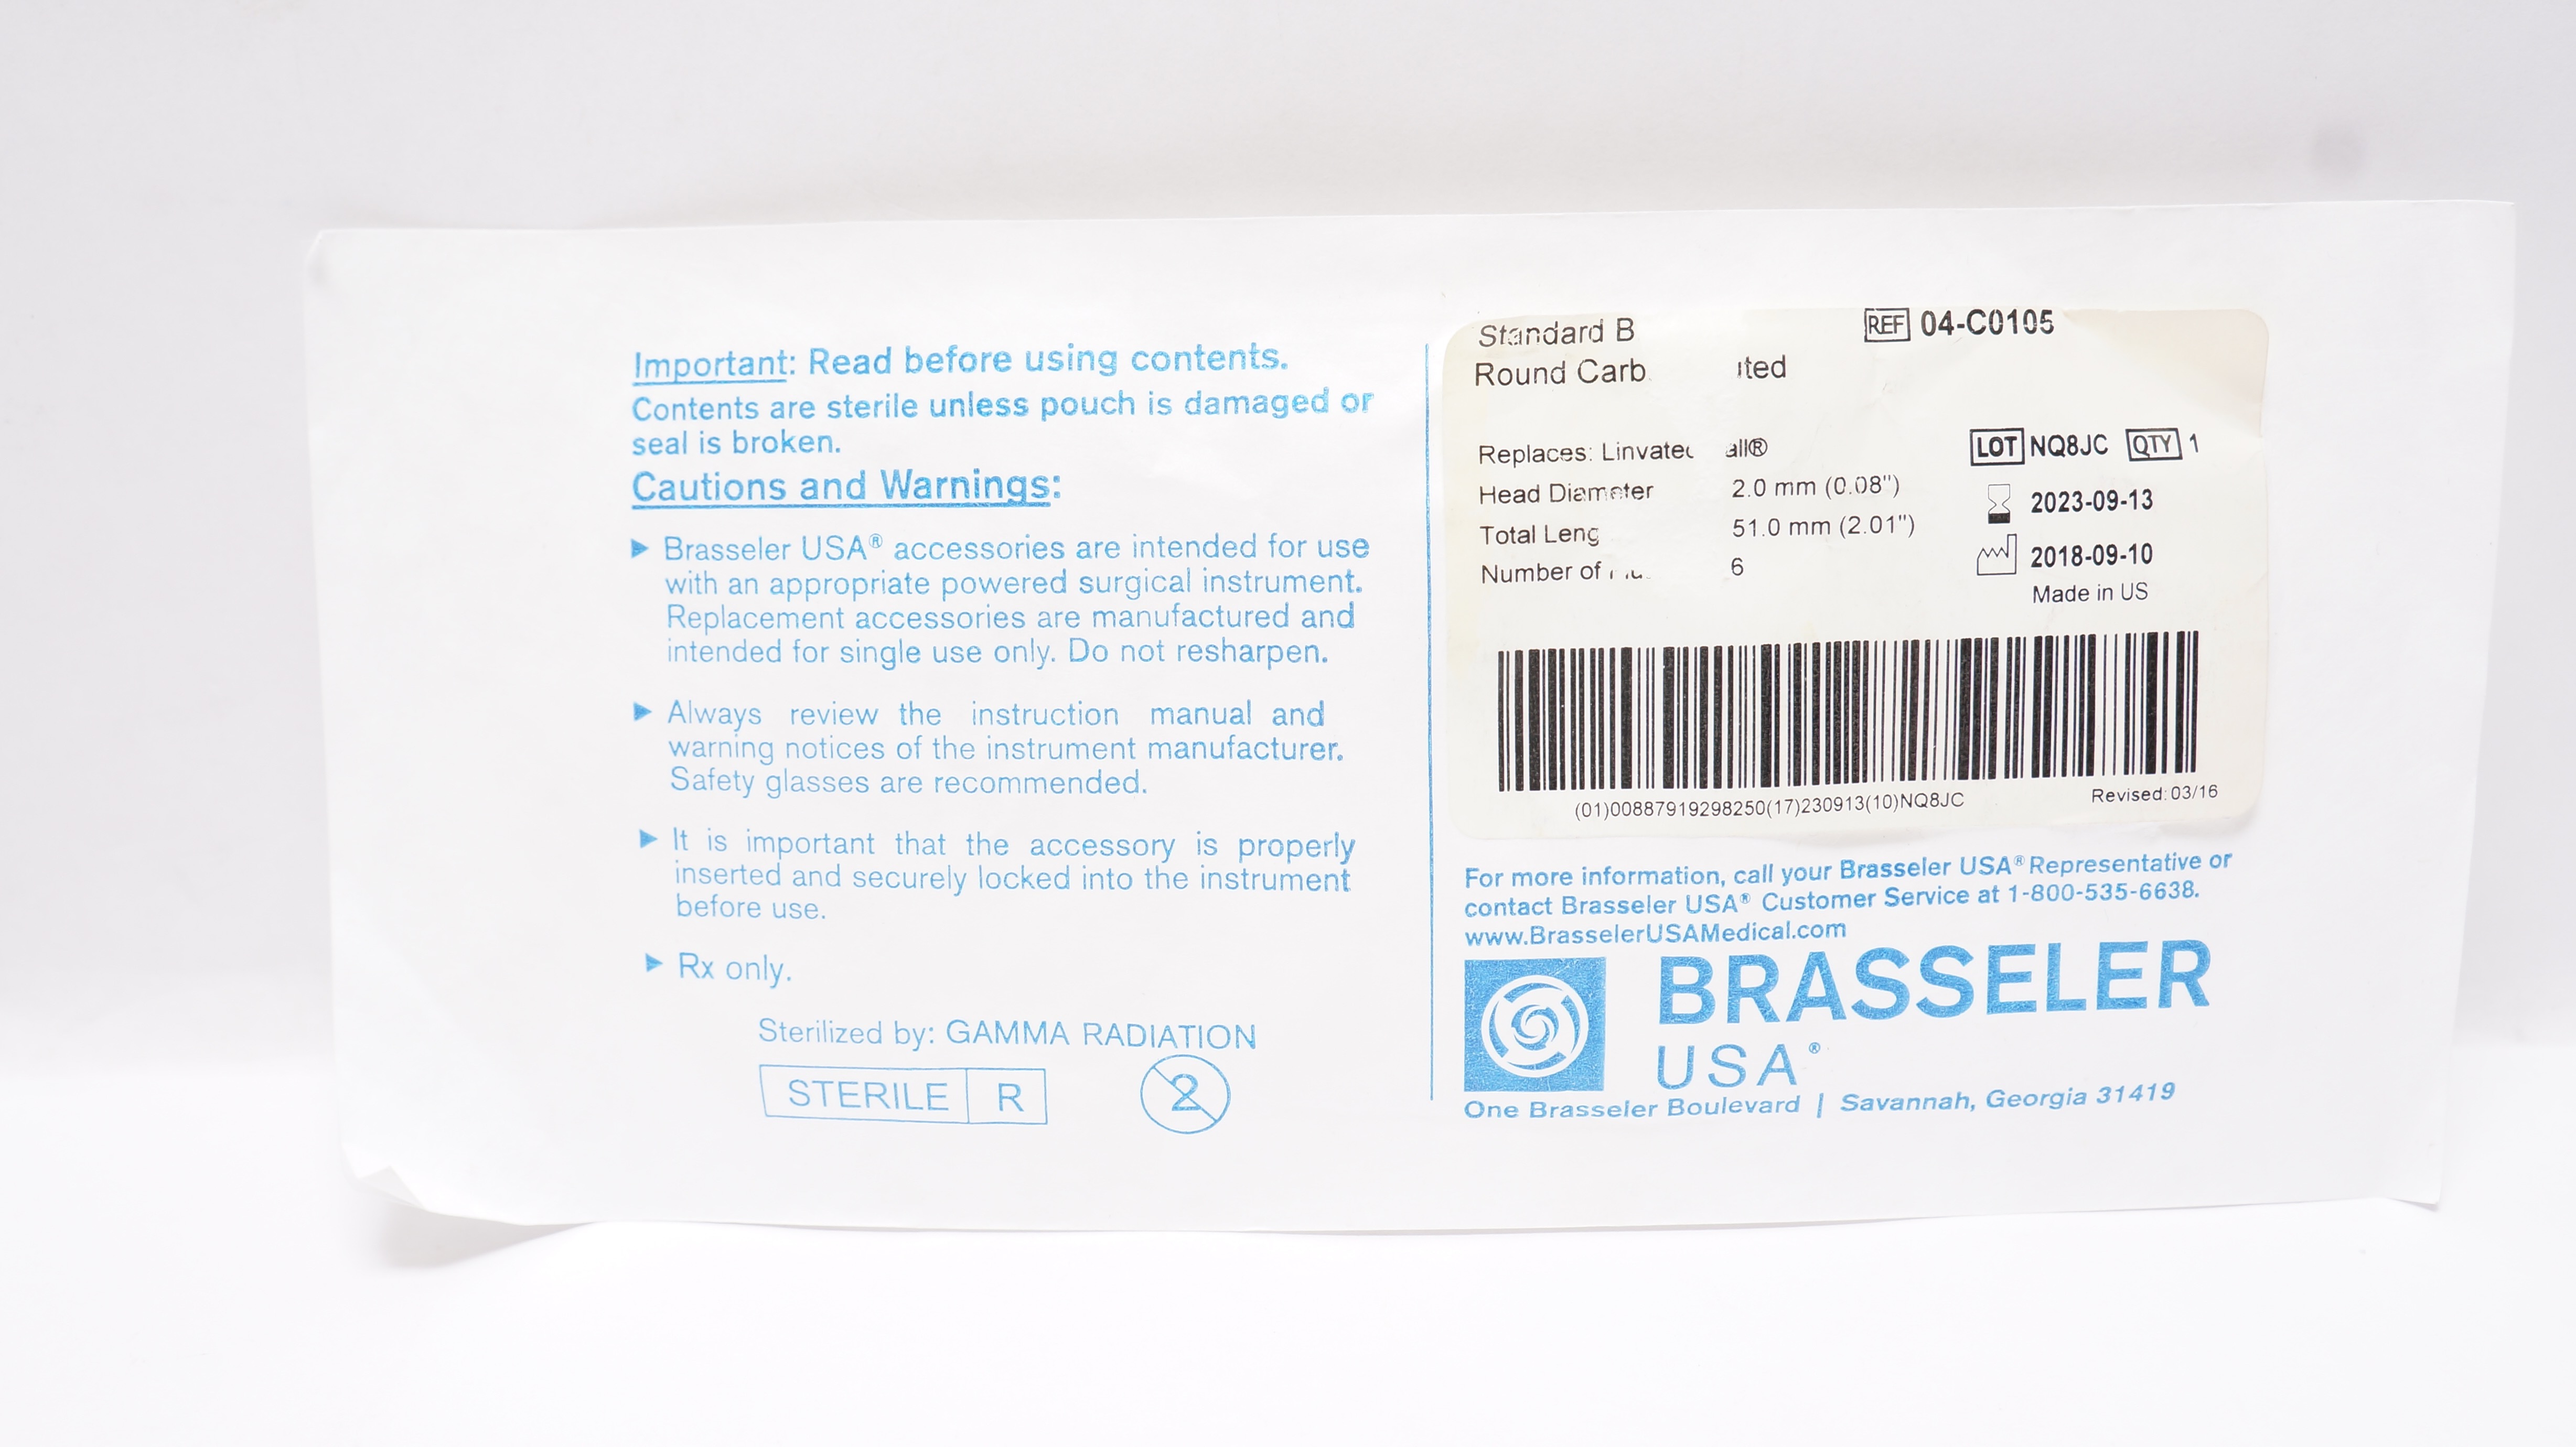 Important: Read before using contents.
Contents are sterile unless pouch is damaged or
seal is broken.
Cautions and Warnings:
▶ Brasseler USA® accessories are intended for use
with an appropriate powered surgical instrument.
Replacement accessories are manufactured and
intended for single use only. Do not resharpen.
▶ Always review the instruction manual and
warning notices of the instrument manufacturer.
Safety glasses are recommended.
▶ It is important that the accessory is properly
inserted and securely locked into the instrument
before use.
▶ Rx only.
Sterilized by: GAMMA RADIATION
STERILE R
2
Standard B
REF 04-C0105
Round Carb
Replaces:
LOT NQ8JC QTY 1
Head Diameter 2.0 mm (0.08")
2023-09-13
Total 51.0 mm (2.01")
2018-09-10
Number of 6
Made in US
(01)00887919298250(17)230913(10)NQ8JC
Revised: 03/16
For more information, call your Brasseler USA® Representative or
contact Brasseler USA® Customer Service at 1-800-535-6638.
www.BrasselerUSAMedical.com
BRASSELER
USA®
One Brasseler Boulevard | Savannah, Georgia 31419